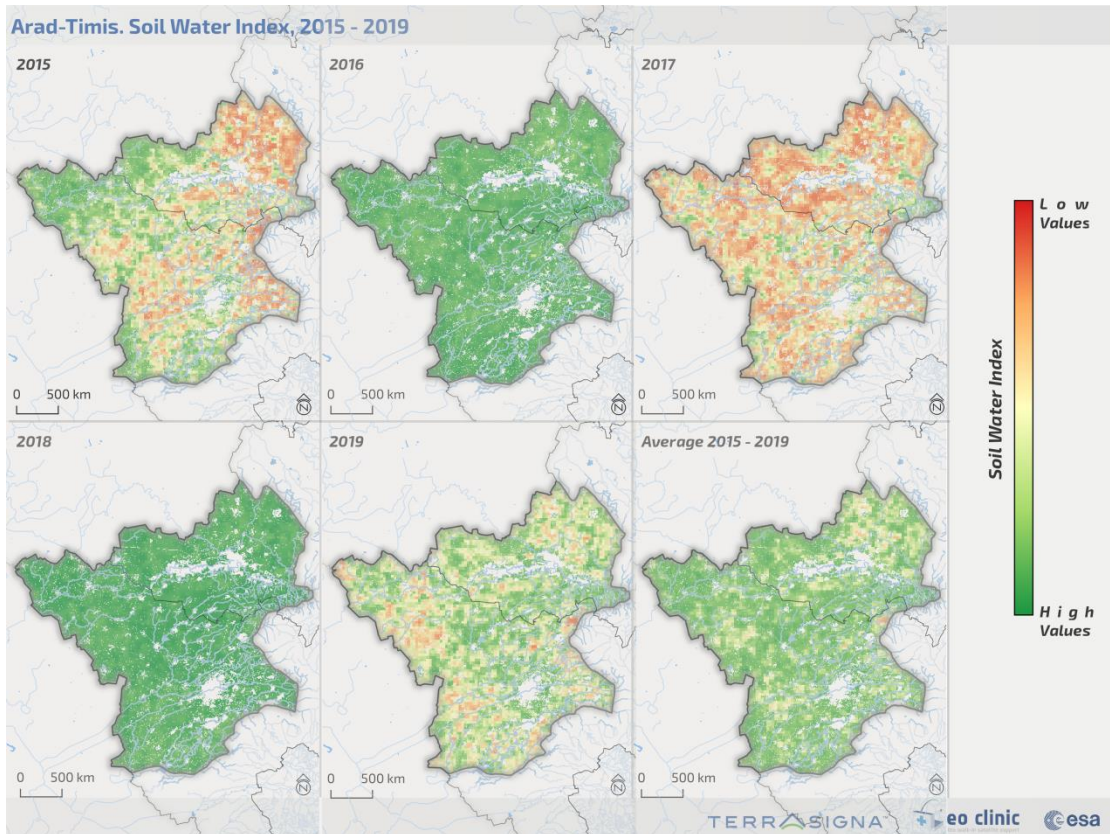 Arad-Timis. Soil Water Index, 2015 - 2019
2015
2016
2017
0 500 km
N
0 500 km
N
0 500 km
N
2018
2019
Average 2015 - 2019
0 500 km
N
0 500 km
N
0 500 km
N
Low
Values
Soil Water Index
High
Values
TERRASIGNA
eo clinic
esa